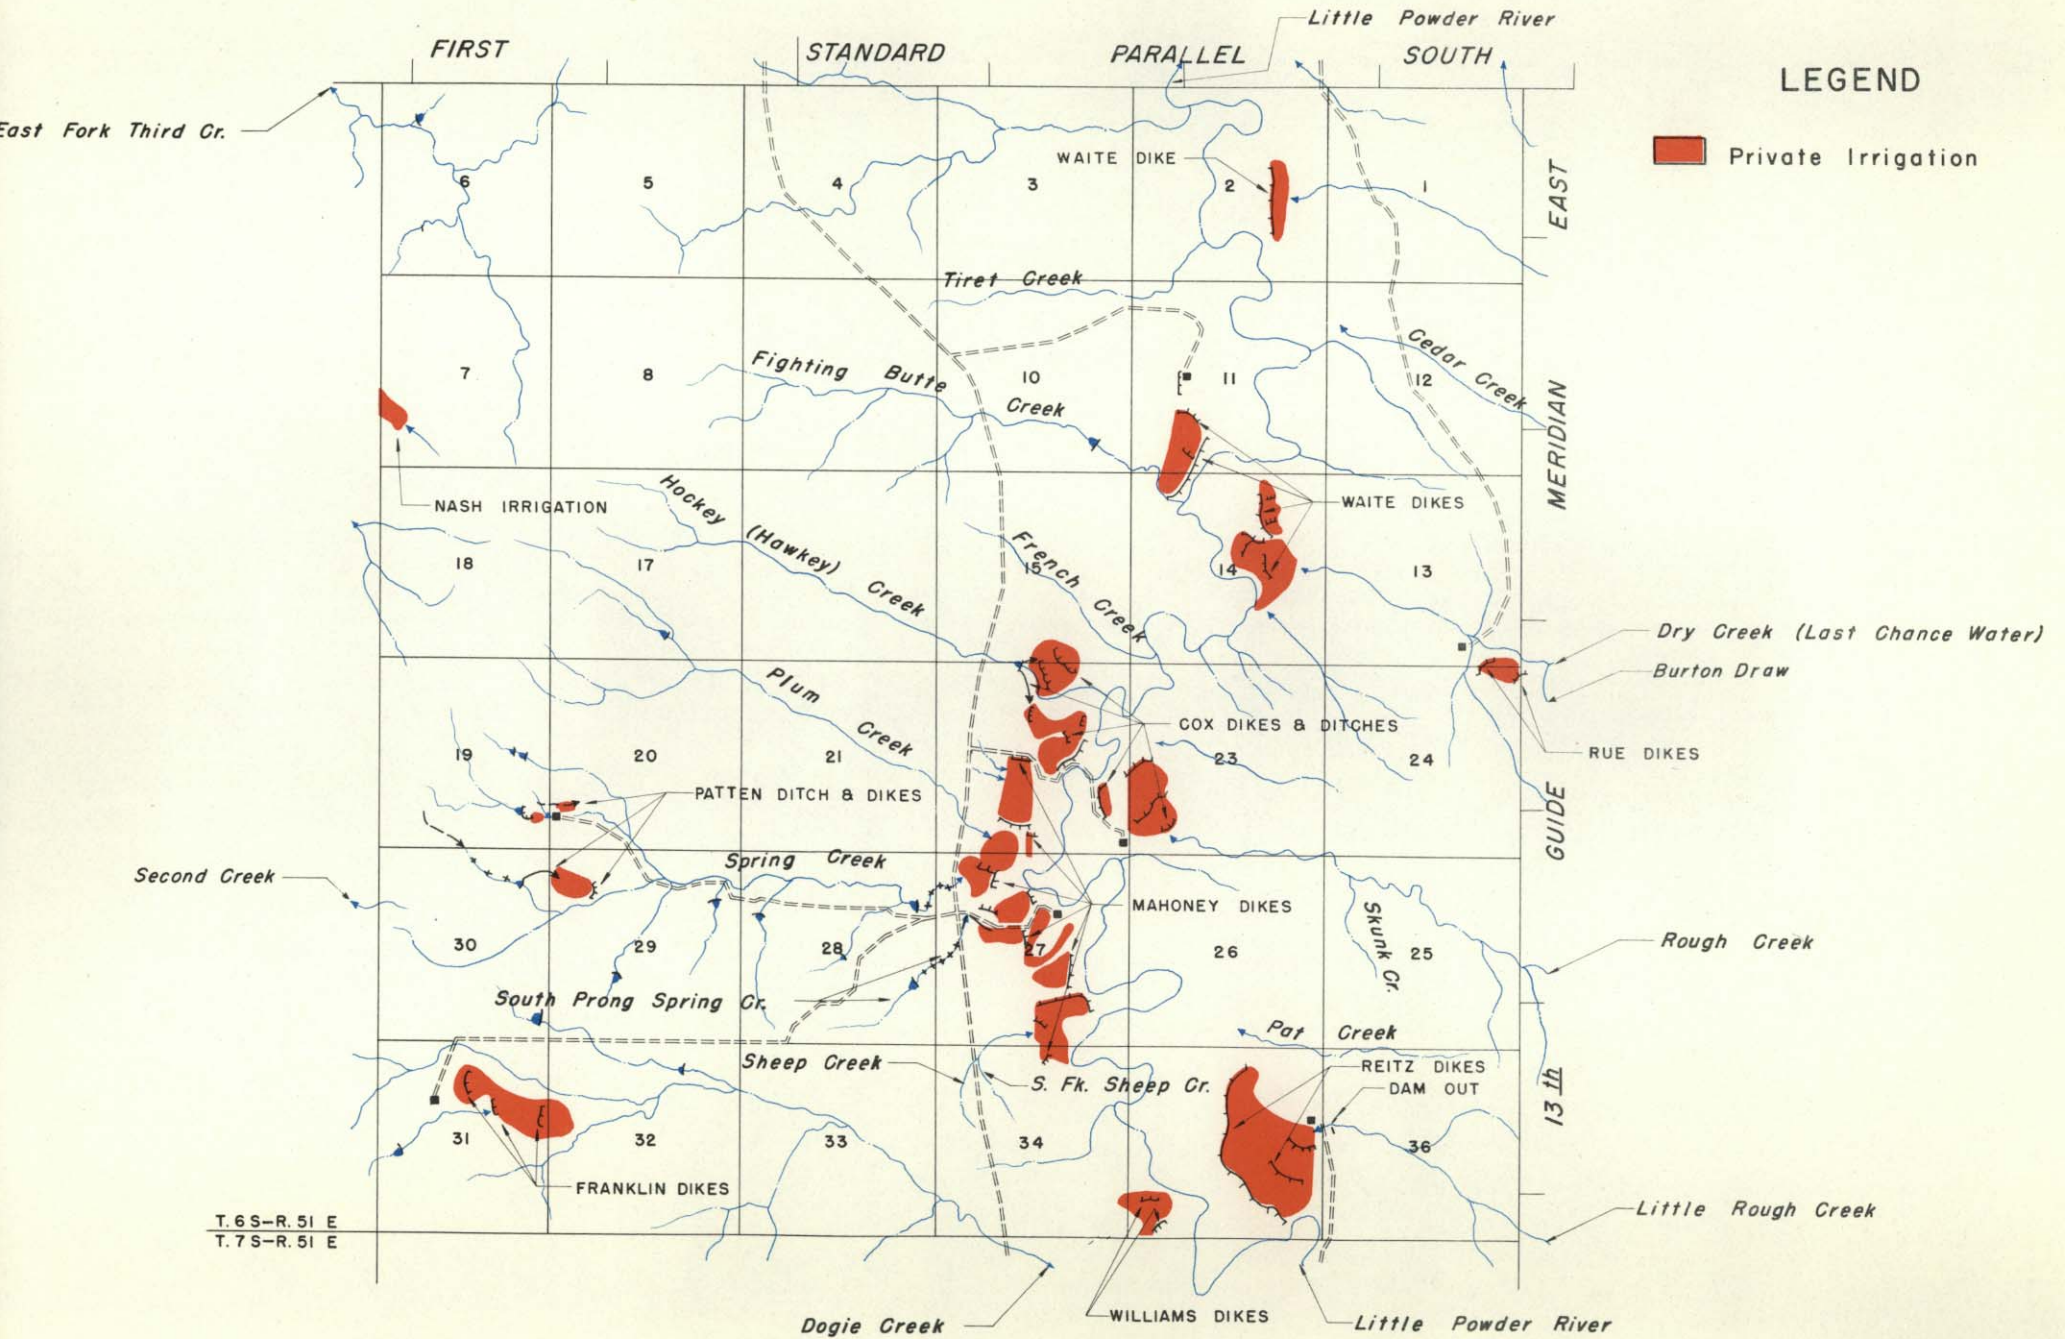 Little Powder River
FIRST STANDARD PARALLEL SOUTH
LEGEND
East Fork Third Cr.
Private Irrigation
WAITE DIKE
6 5 4 3 2 1
EAST
Tiret Creek
Cedar Creek
Fighting Butte Creek
7 8 10 11 12
MERIDIAN
NASH IRRIGATION
Hockey (Hawkey) Creek
WAITE DIKES
French Creek
18 17 15 14 13
Dry Creek (Last Chance Water)
Burton Draw
Plum Creek
COX DIKES & DITCHES
RUE DIKES
19 20 21 23 24
PATTEN DITCH & DIKES
GUIDE
Spring Creek
Second Creek
MAHONEY DIKES
Skunk Cr.
Rough Creek
30 29 28 27 26 25
South Prong Spring Cr.
Pat Creek
Sheep Creek
S. Fk. Sheep Cr.
REITZ DIKES
DAM OUT
13 th
31 32 33 34 36
FRANKLIN DIKES
Little Rough Creek
T. 6 S-R. 51 E
T. 7 S-R. 51 E
WILLIAMS DIKES
Dogie Creek
Little Powder River